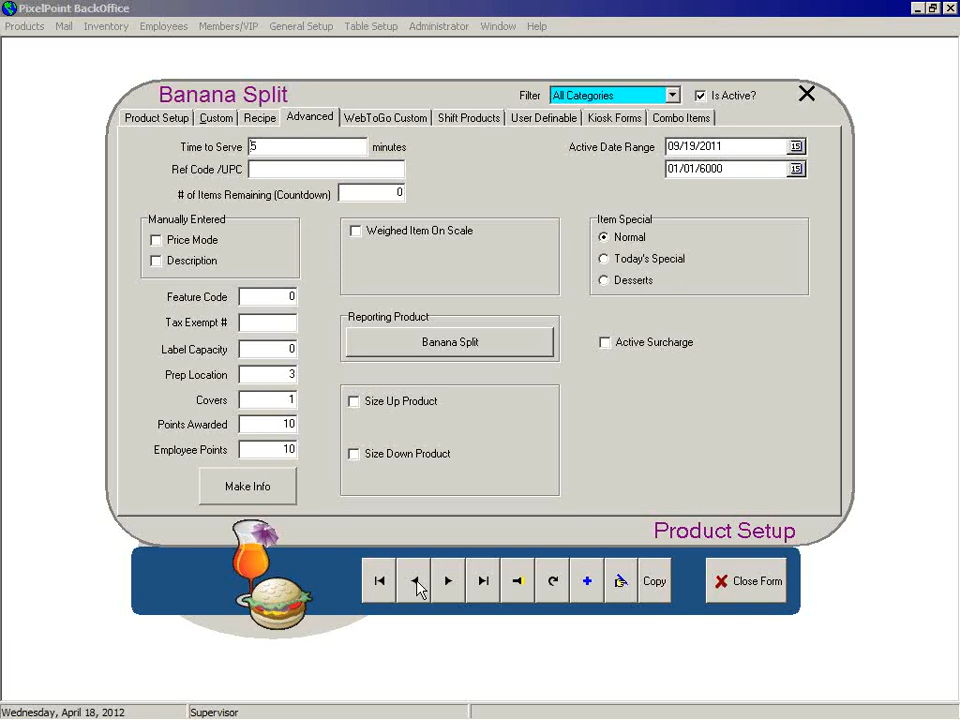 PixelPoint BackOffice
Products Mail Inventory Employees Members/VIP General Setup Table Setup Administrator Window Help
Banana Split
Filter All Categories Is Active?
Product Setup Custom Recipe Advanced WebToGo Custom Shift Products User Definable Kiosk Forms Combo Items
Time to Serve 5 minutes
Active Date Range 09/19/2011 15
Ref Code /UPC
01/01/6000 15
# of Items Remaining (Countdown) 0
Manually Entered
Price Mode
Description
Weighed Item On Scale
Item Special
Normal
Today's Special
Desserts
Feature Code 0
Tax Exempt #
Label Capacity 0
Prep Location 3
Covers 1
Points Awarded 10
Employee Points 10
Make Info
Reporting Product
Banana Split
Active Surcharge
Size Up Product
Size Down Product
Product Setup
Copy
Close Form
Wednesday, April 18, 2012 Supervisor